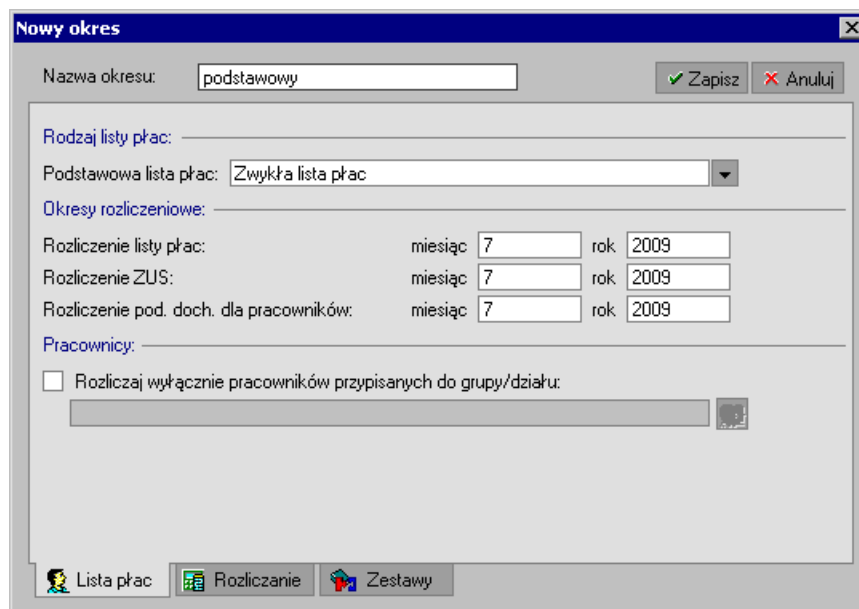 Nowy okres
Nazwa okresu: podstawowy Zapisz Anuluj
Rodzaj listy płac:
Podstawowa lista płac: Zwykła lista płac
Okresy rozliczeniowe:
Rozliczenie listy płac: miesiąc 7 rok 2009
Rozliczenie ZUS: miesiąc 7 rok 2009
Rozliczenie pod. doch. dla pracowników: miesiąc 7 rok 2009
Pracownicy:
Rozliczaj wyłącznie pracowników przypisanych do grupy/działu:
Lista płac Rozliczanie Zestawy